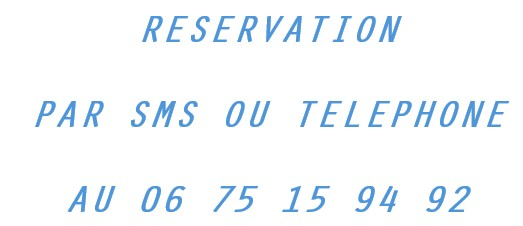 RESERVATION
PAR SMS OU TELEPHONE
AU 06 75 15 94 92